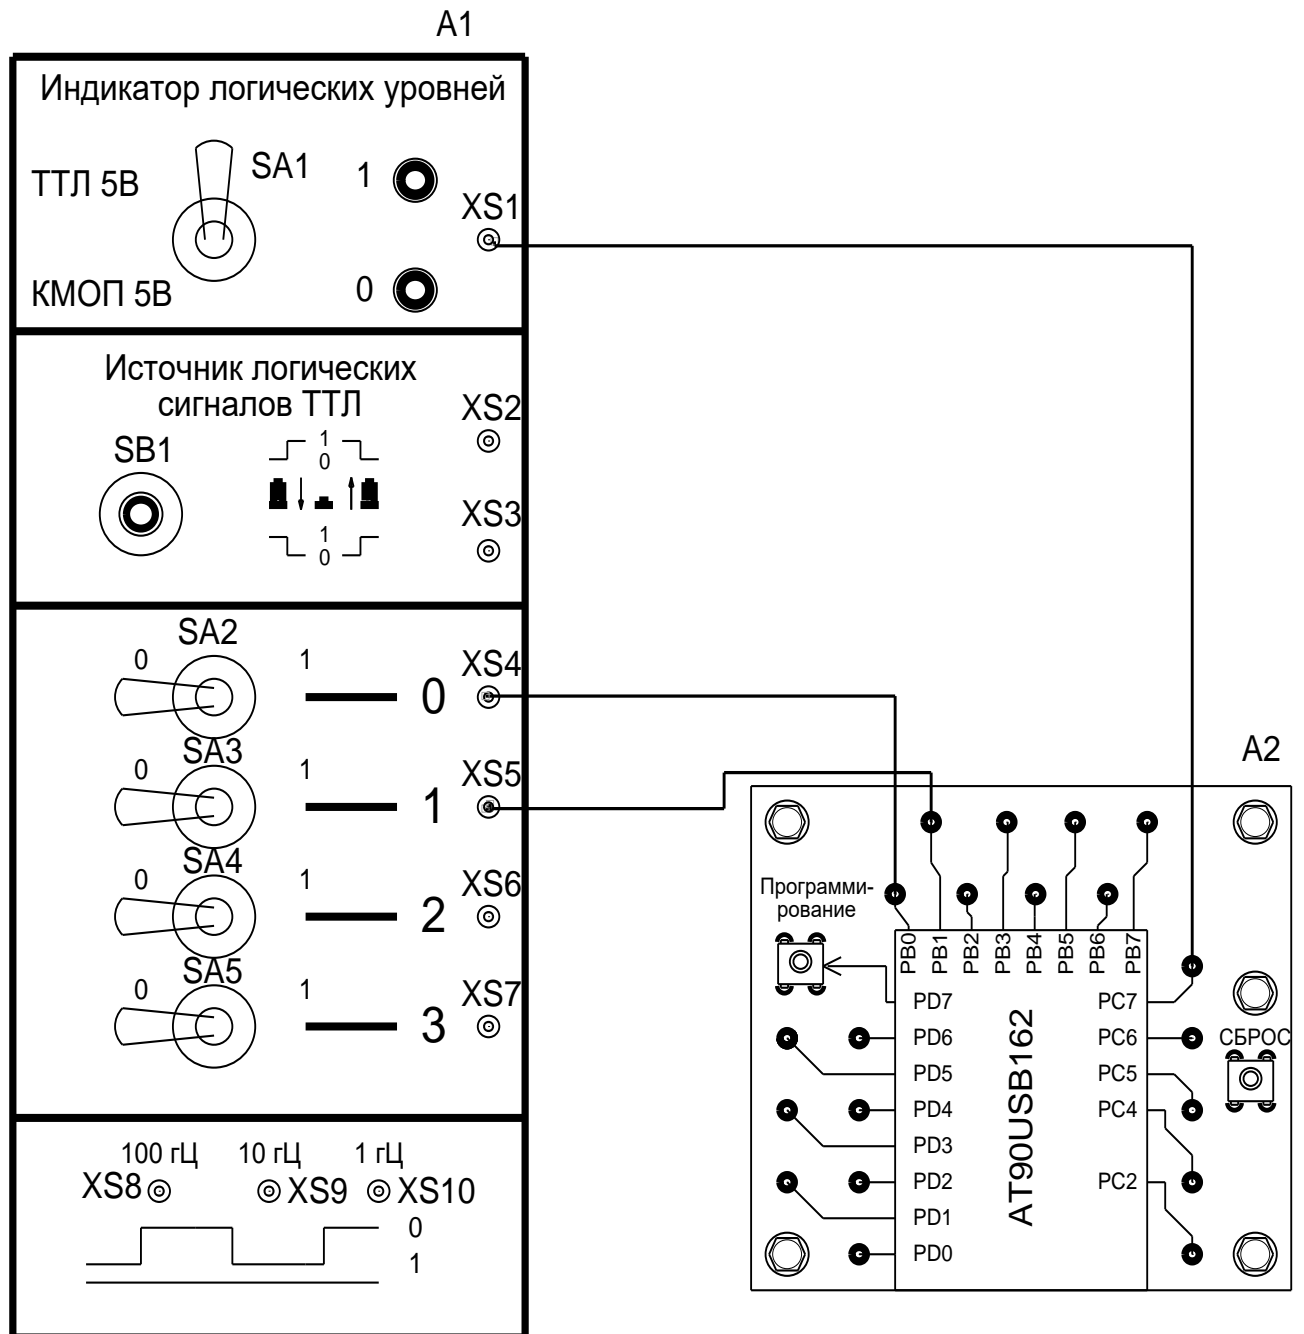 A1
Индикатор логических уровней
ТТЛ 5В
SA1
1
XS1
КМОП 5В
0
Источник логических
сигналов ТТЛ
XS2
SB1
1
0
XS3
1
0
SA2
0
1
0
XS4
SA3
0
1
1
XS5
SA4
0
1
2
XS6
SA5
0
1
3
XS7
100 гЦ
10 гЦ
1 гЦ
XS8
XS9
XS10
0
1
A2
Программи-
рование
PB0
PB1
PB2
PB3
PB4
PB5
PB6
PB7
PD7
PD6
PD5
PD4
PD3
PD2
PD1
PD0
AT90USB162
PC7
PC6
PC5
PC4
PC2
СБРОС